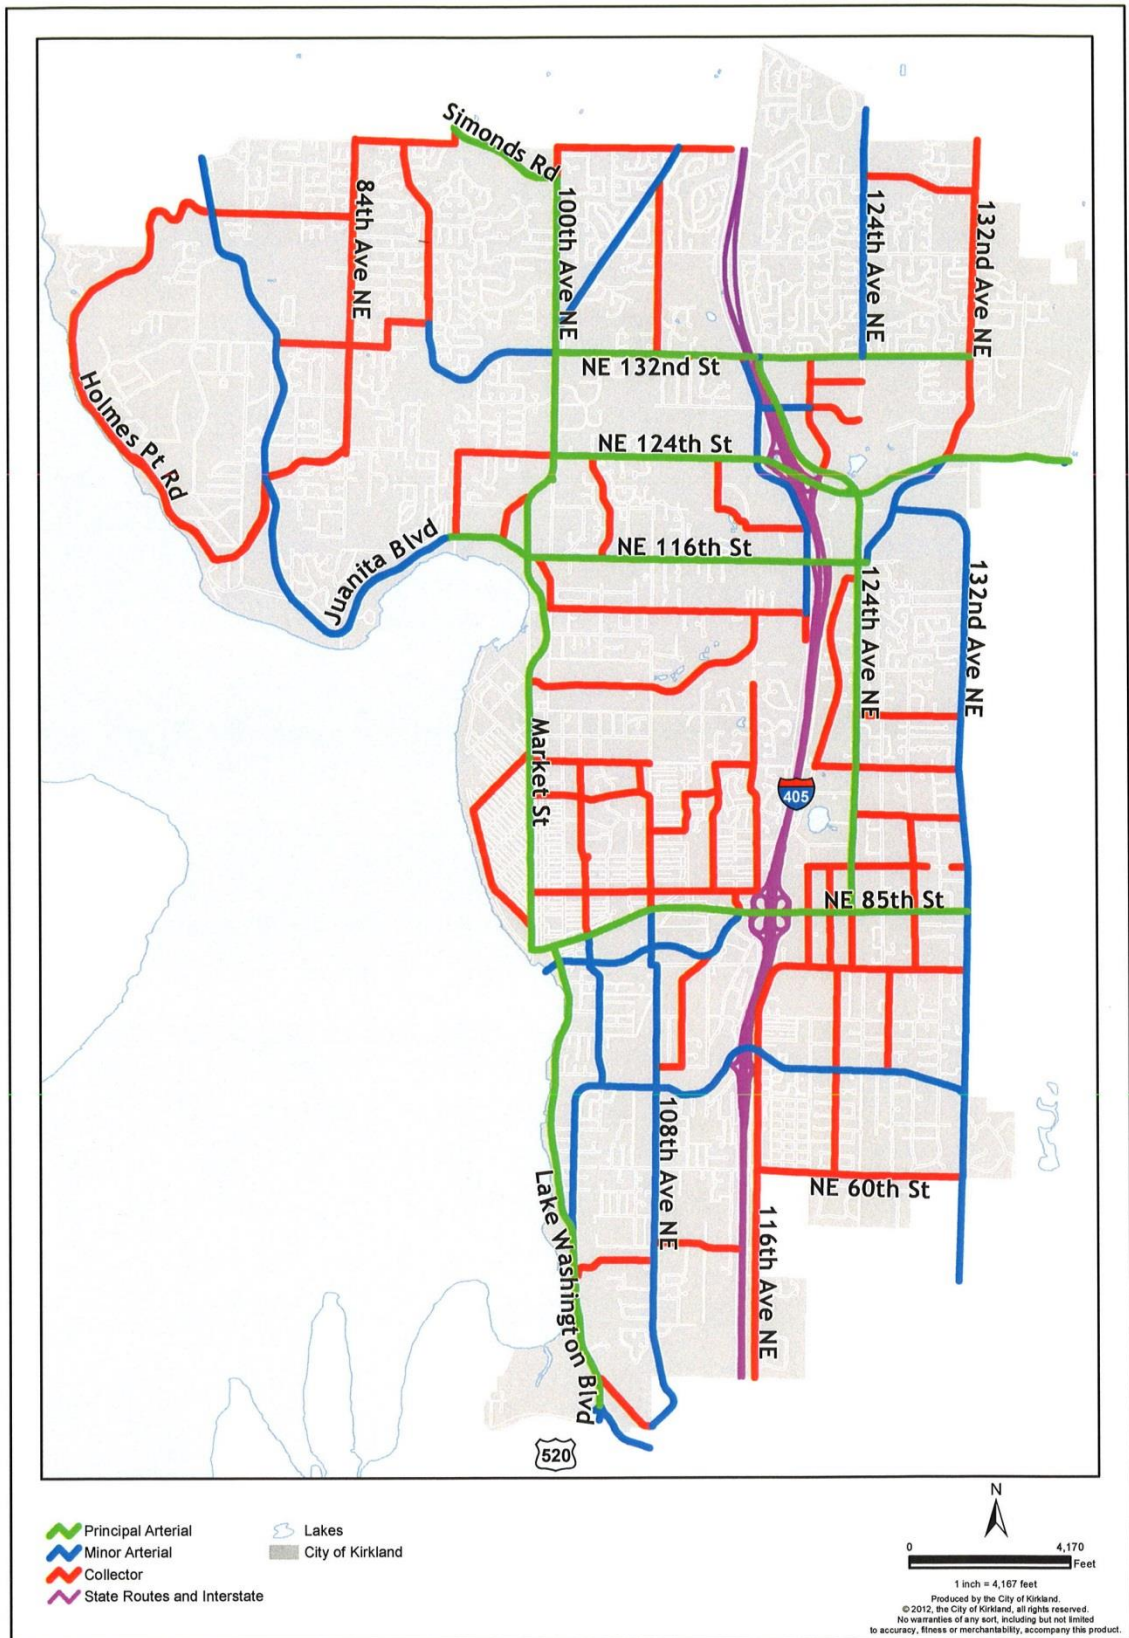 Simonds Rd
84th Ave NE
100th Ave NE
124th Ave NE
132nd Ave NE
NE 132nd St
Holmes Pt Rd
NE 124th St
Juanita Blvd
NE 116th St
124th Ave NE
132nd Ave NE
Market St
405
NE 85th St
108th Ave NE
NE 60th St
Lake Washington Blvd
116th Ave NE
520
Principal Arterial
Minor Arterial
Collector
State Routes and Interstate
Lakes
City of Kirkland
N
0 4,170
Feet
1 inch = 4,167 feet
Produced by the City of Kirkland.
© 2012, the City of Kirkland, all rights reserved.
No warranties of any sort, including but not limited
to accuracy, fitness or merchantability, accompany this product.